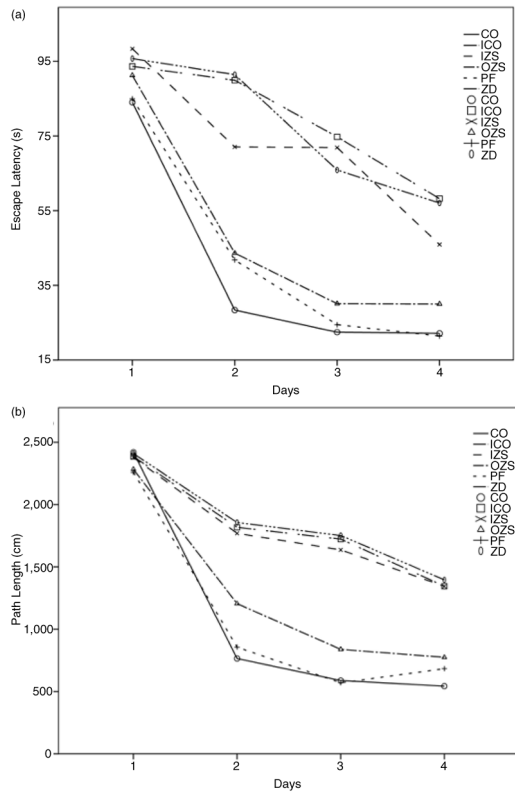 (a)
95
75
55
35
15
Escape Latency (s)
1 2 3 4
Days
CO
ICO
IZS
OZS
PF
ZD
CO
ICO
IZS
OZS
PF
ZD
(b)
2,500
2,000
1,500
1,000
500
0
Path Length (cm)
1 2 3 4
Days
CO
ICO
IZS
OZS
PF
ZD
CO
ICO
IZS
OZS
PF
ZD